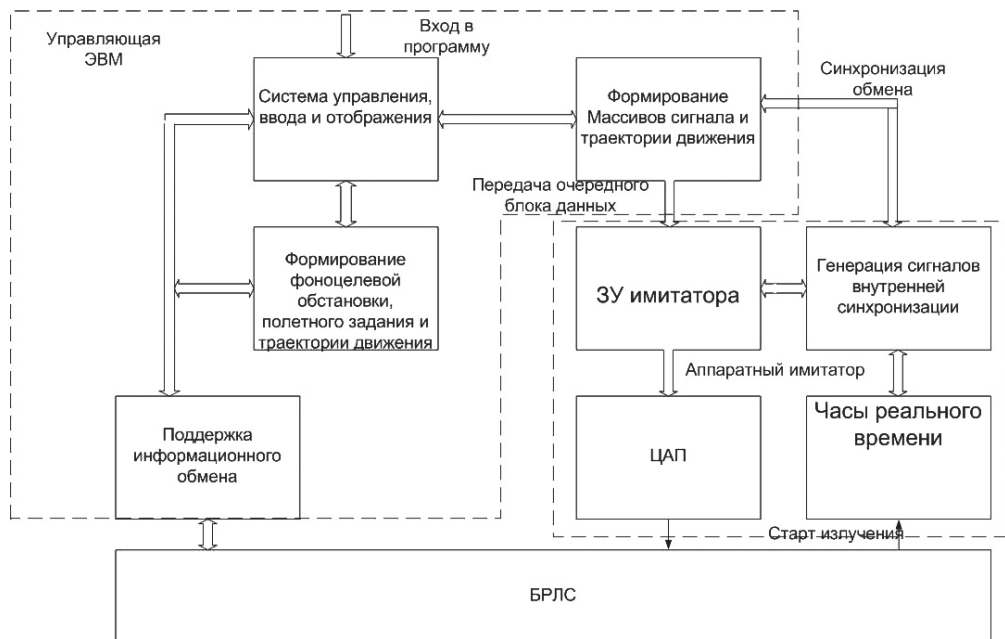 Управляющая
ЭВМ
Вход в
программу
Синхронизация
обмена
Система управления,
ввода и отображения
Формирование
Массивов сигнала и
траектории движения
Передача очередного
блока данных
Формирование
фоноцелевой
обстановки,
полетного задания и
траектории движения
ЗУ имитатора
Генерация сигналов
внутренней
синхронизации
Аппаратный имитатор
Поддержка
информационного
обмена
ЦАП
Часы реального
времени
Старт излучения
БРЛС